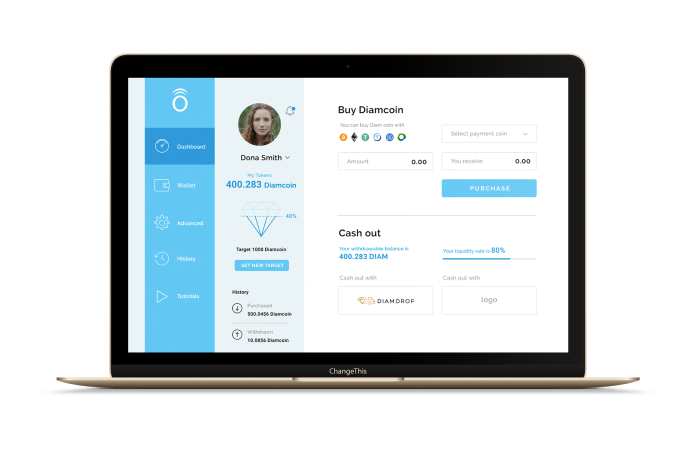 Dashboard
Wallet
Advanced
History
Tutorials
Dona Smith
My Tokens
400.283 Diamcoin
40%
Target 1000 Diamcoin
SET NEW TARGET
History
Purchased
500.0456 Diamcoin
Withdrawn
10.0856 Diamcoin
Buy Diamcoin
You can buy Diam coin with
Select payment coin
Amount 0.00
You receive 0.00
PURCHASE
Cash out
Your withdrawable balance is
400.283 DIAM
Your liquidity rate is 80%
Cash out with
DIAMDROP
Cash out with
logo
ChangeThis